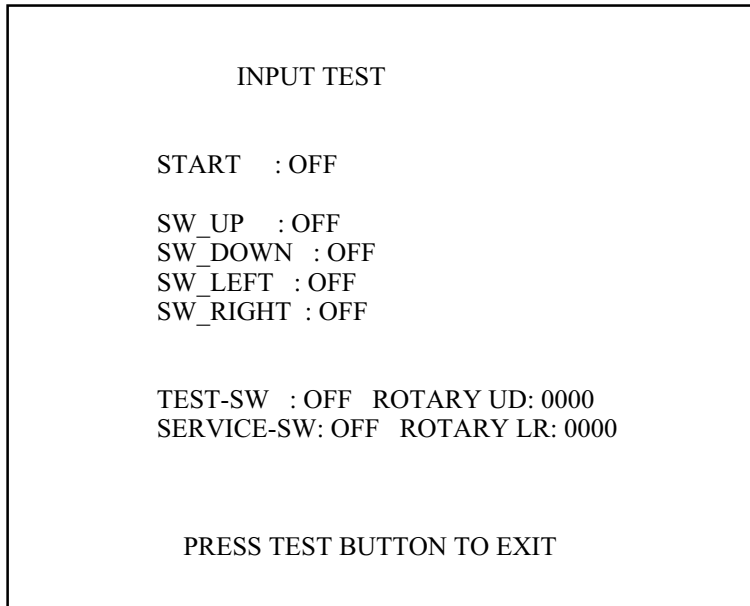 INPUT TEST
START : OFF
SW_UP : OFF
SW_DOWN : OFF
SW_LEFT : OFF
SW_RIGHT : OFF
TEST-SW : OFF ROTARY UD: 0000
SERVICE-SW: OFF ROTARY LR: 0000
PRESS TEST BUTTON TO EXIT